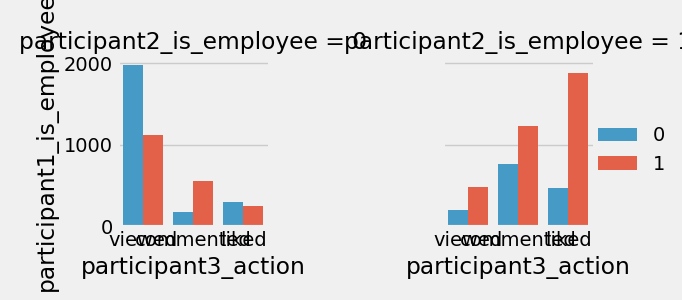 participant2_is_employee = 0
participant2_is_employee = 1
participant1_is_employee
2000
1000
0
viewed
commented
liked
viewed
commented
liked
participant3_action
participant3_action
0
1